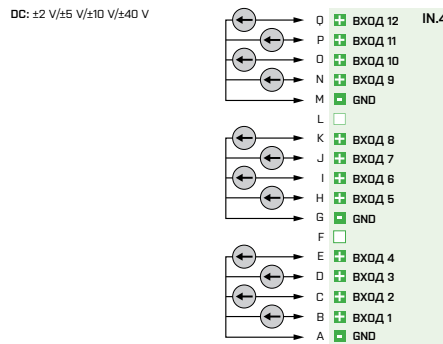 DC: ±2 V/±5 V/±10 V/±40 V
IN.4
Q + ВХОД 12
P + ВХОД 11
O + ВХОД 10
N + ВХОД 9
M - GND
L
K + ВХОД 8
J + ВХОД 7
I + ВХОД 6
H + ВХОД 5
G - GND
F
E + ВХОД 4
D + ВХОД 3
C + ВХОД 2
B + ВХОД 1
A - GND